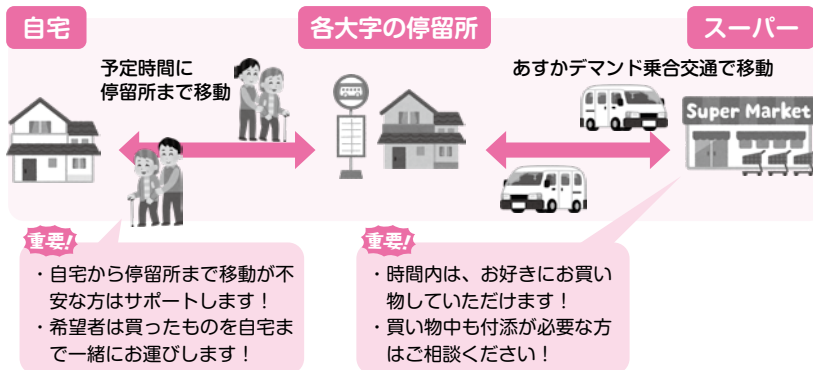 自宅
各大字の停留所
スーパー
予定時間に
停留所まで移動
あすかデマンド乗合交通で移動
Super Market
重要!
・自宅から停留所まで移動が不
安な方はサポートします！
・希望者は買ったものを自宅ま
で一緒にお運びします！
重要!
・時間内は、お好きにお買い
物していただけます！
・買い物中も付添が必要な方
はご相談ください！